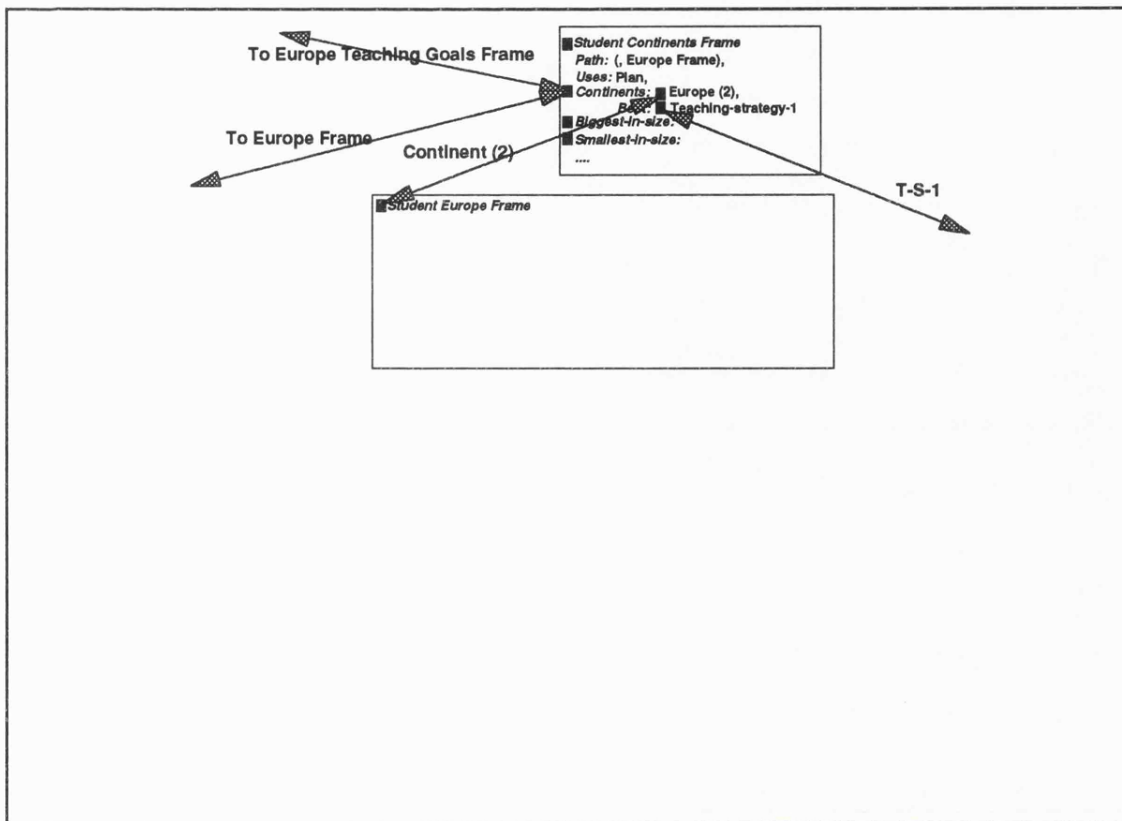 To Europe Teaching Goals Frame
Student Continents Frame
Path: (, Europe Frame),
Uses: Plan,
Continents: Europe (2),
Best: Teaching-strategy-1
Biggest-in-size:
Smallest-in-size:
....
To Europe Frame
Continent (2)
T-S-1
Student Europe Frame